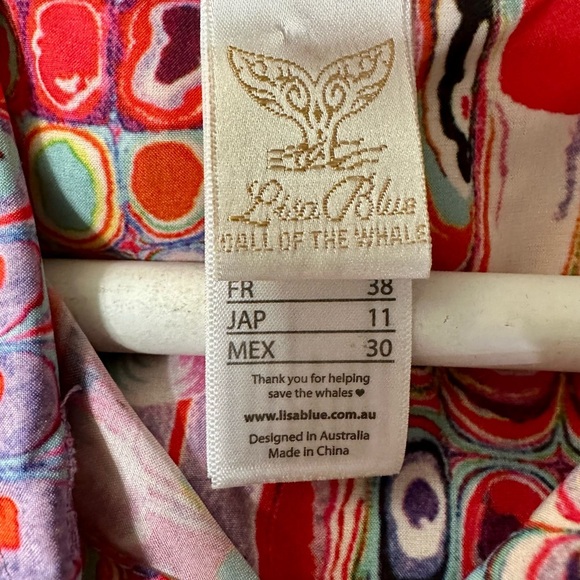 Lisa Blue
CALL OF THE WHALE
FR 38
JAP 11
MEX 30
Thank you for helping
save the whales ♥
www.lisablue.com.au
Designed in Australia
Made in China